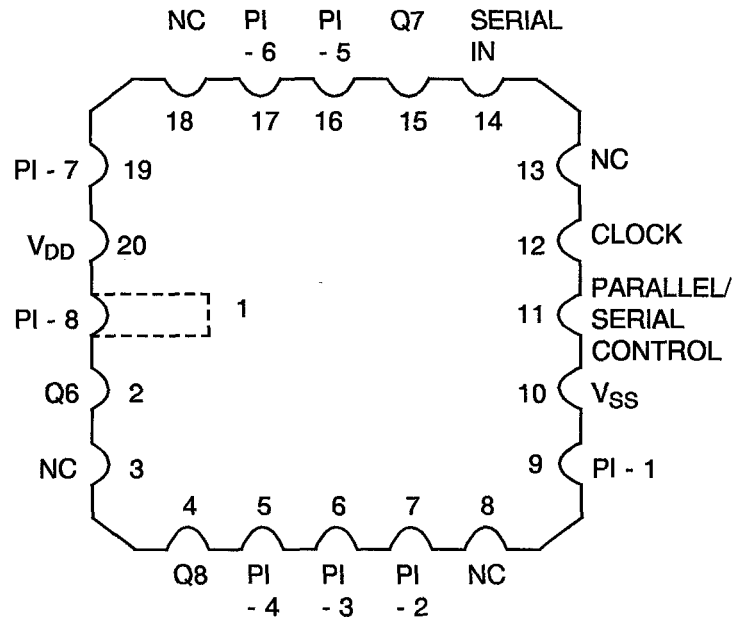 NC PI - 6 PI - 5 Q7 SERIAL IN
18 17 16 15 14
PI - 7 19 13 NC
VDD 20 12 CLOCK
PI - 8 1 11 PARALLEL/ SERIAL CONTROL
Q6 2 10 VSS
NC 3 9 PI - 1
4 5 6 7 8
Q8 PI - 4 PI - 3 PI - 2 NC